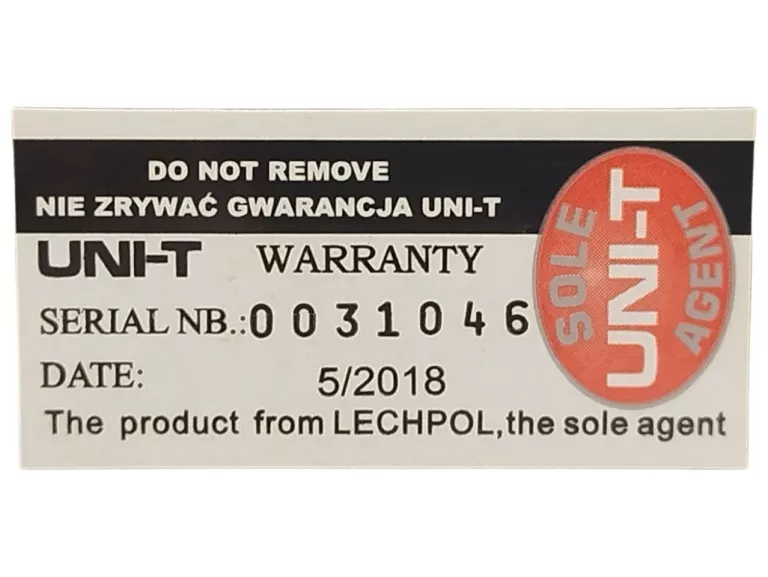 DO NOT REMOVE
NIE ZRYWAĆ GWARANCJA UNI-T
UNI-T WARRANTY
SERIAL NB.:0031046
DATE: 5/2018
The product from LECHPOL,the sole agent
SOLE
UNI-T
AGENT